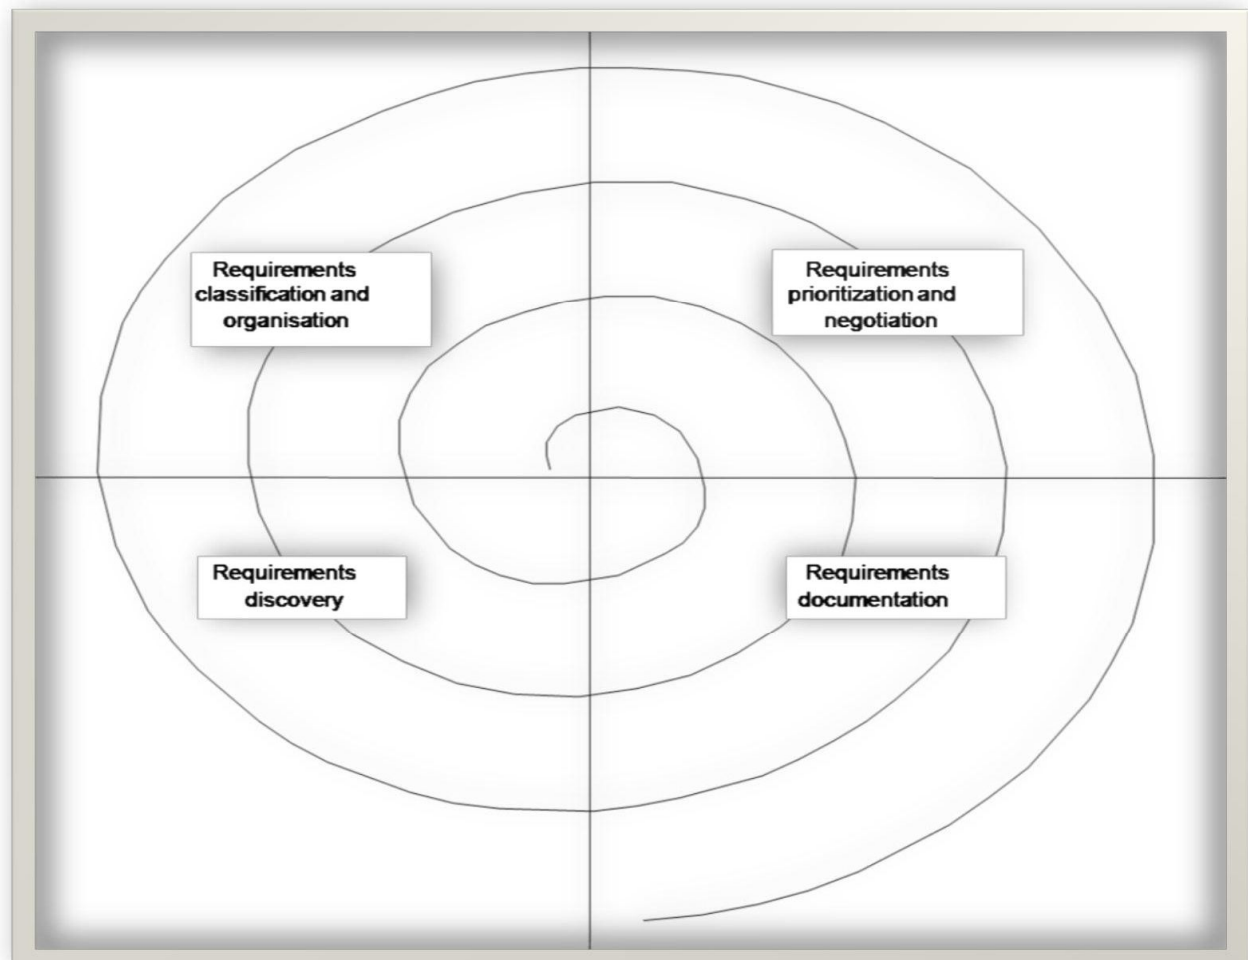 Requirements
classification and
organisation
Requirements
prioritization and
negotiation
Requirements
discovery
Requirements
documentation